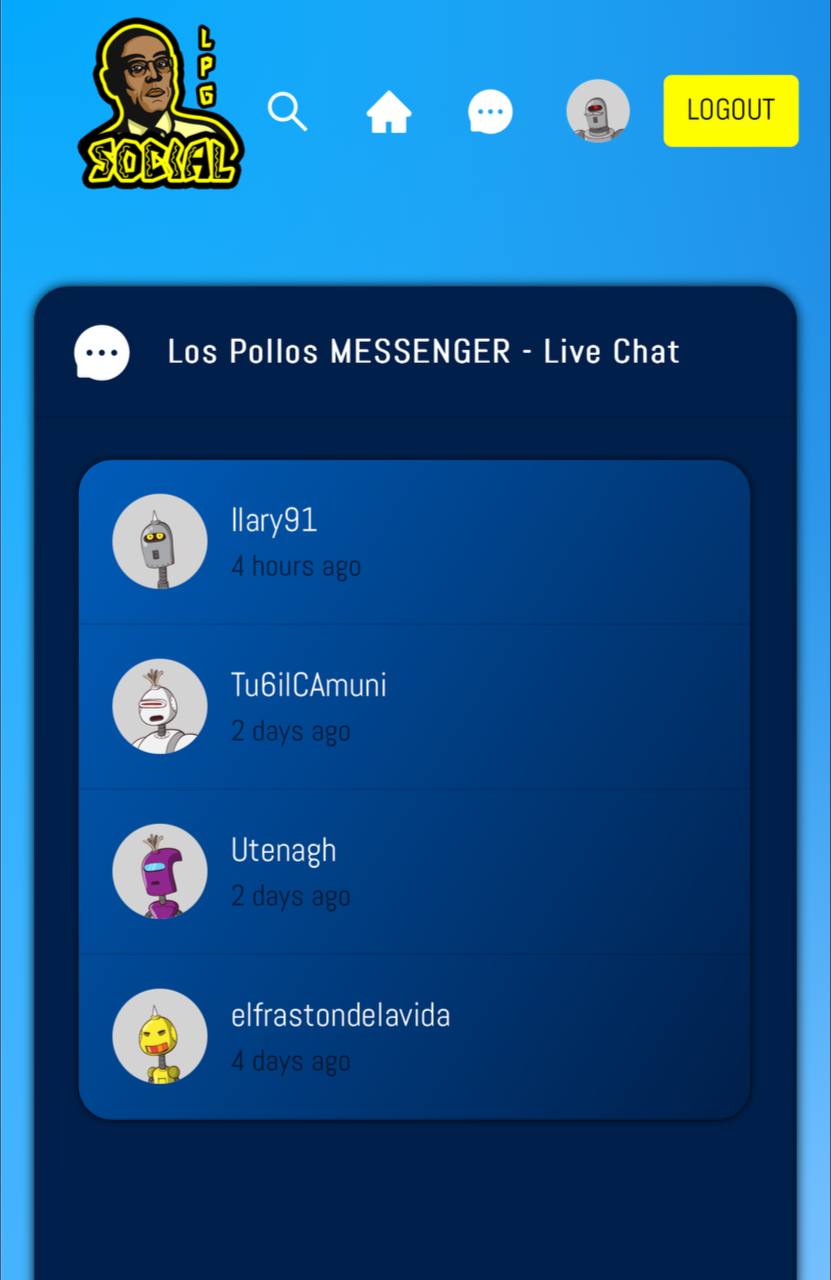 LPG
SOCIAL
LOGOUT
Los Pollos MESSENGER - Live Chat
llary91
4 hours ago
Tu6ilCAmuni
2 days ago
Utenagh
2 days ago
elfrastondelavida
4 days ago